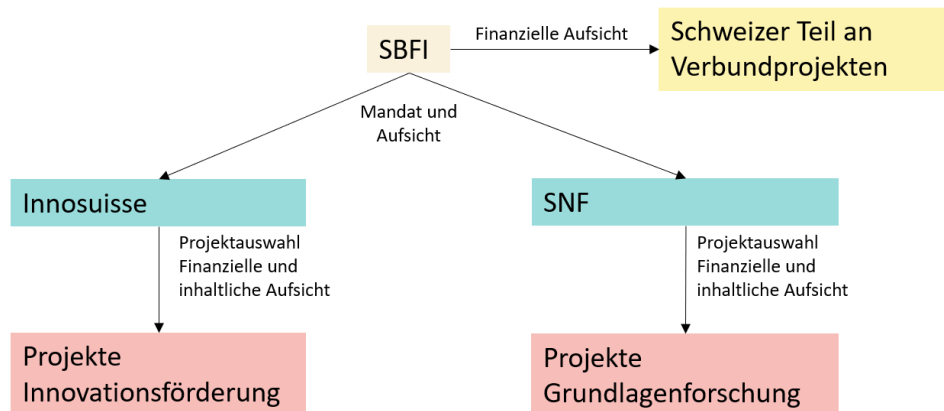 SBFI
Finanzielle Aufsicht
Schweizer Teil an
Verbundprojekten
Mandat und
Aufsicht
Innosuisse
SNF
Projektauswahl
Finanzielle und
inhaltliche Aufsicht
Projektauswahl
Finanzielle und
inhaltliche Aufsicht
Projekte
Innovationsförderung
Projekte
Grundlagenforschung